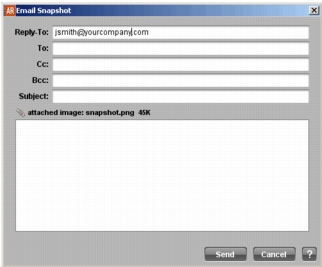 AR Email Snapshot
Reply-To: jsmith@yourcompany.com
To:
Cc:
Bcc:
Subject:
attached image: snapshot.png 45K
Send Cancel ?